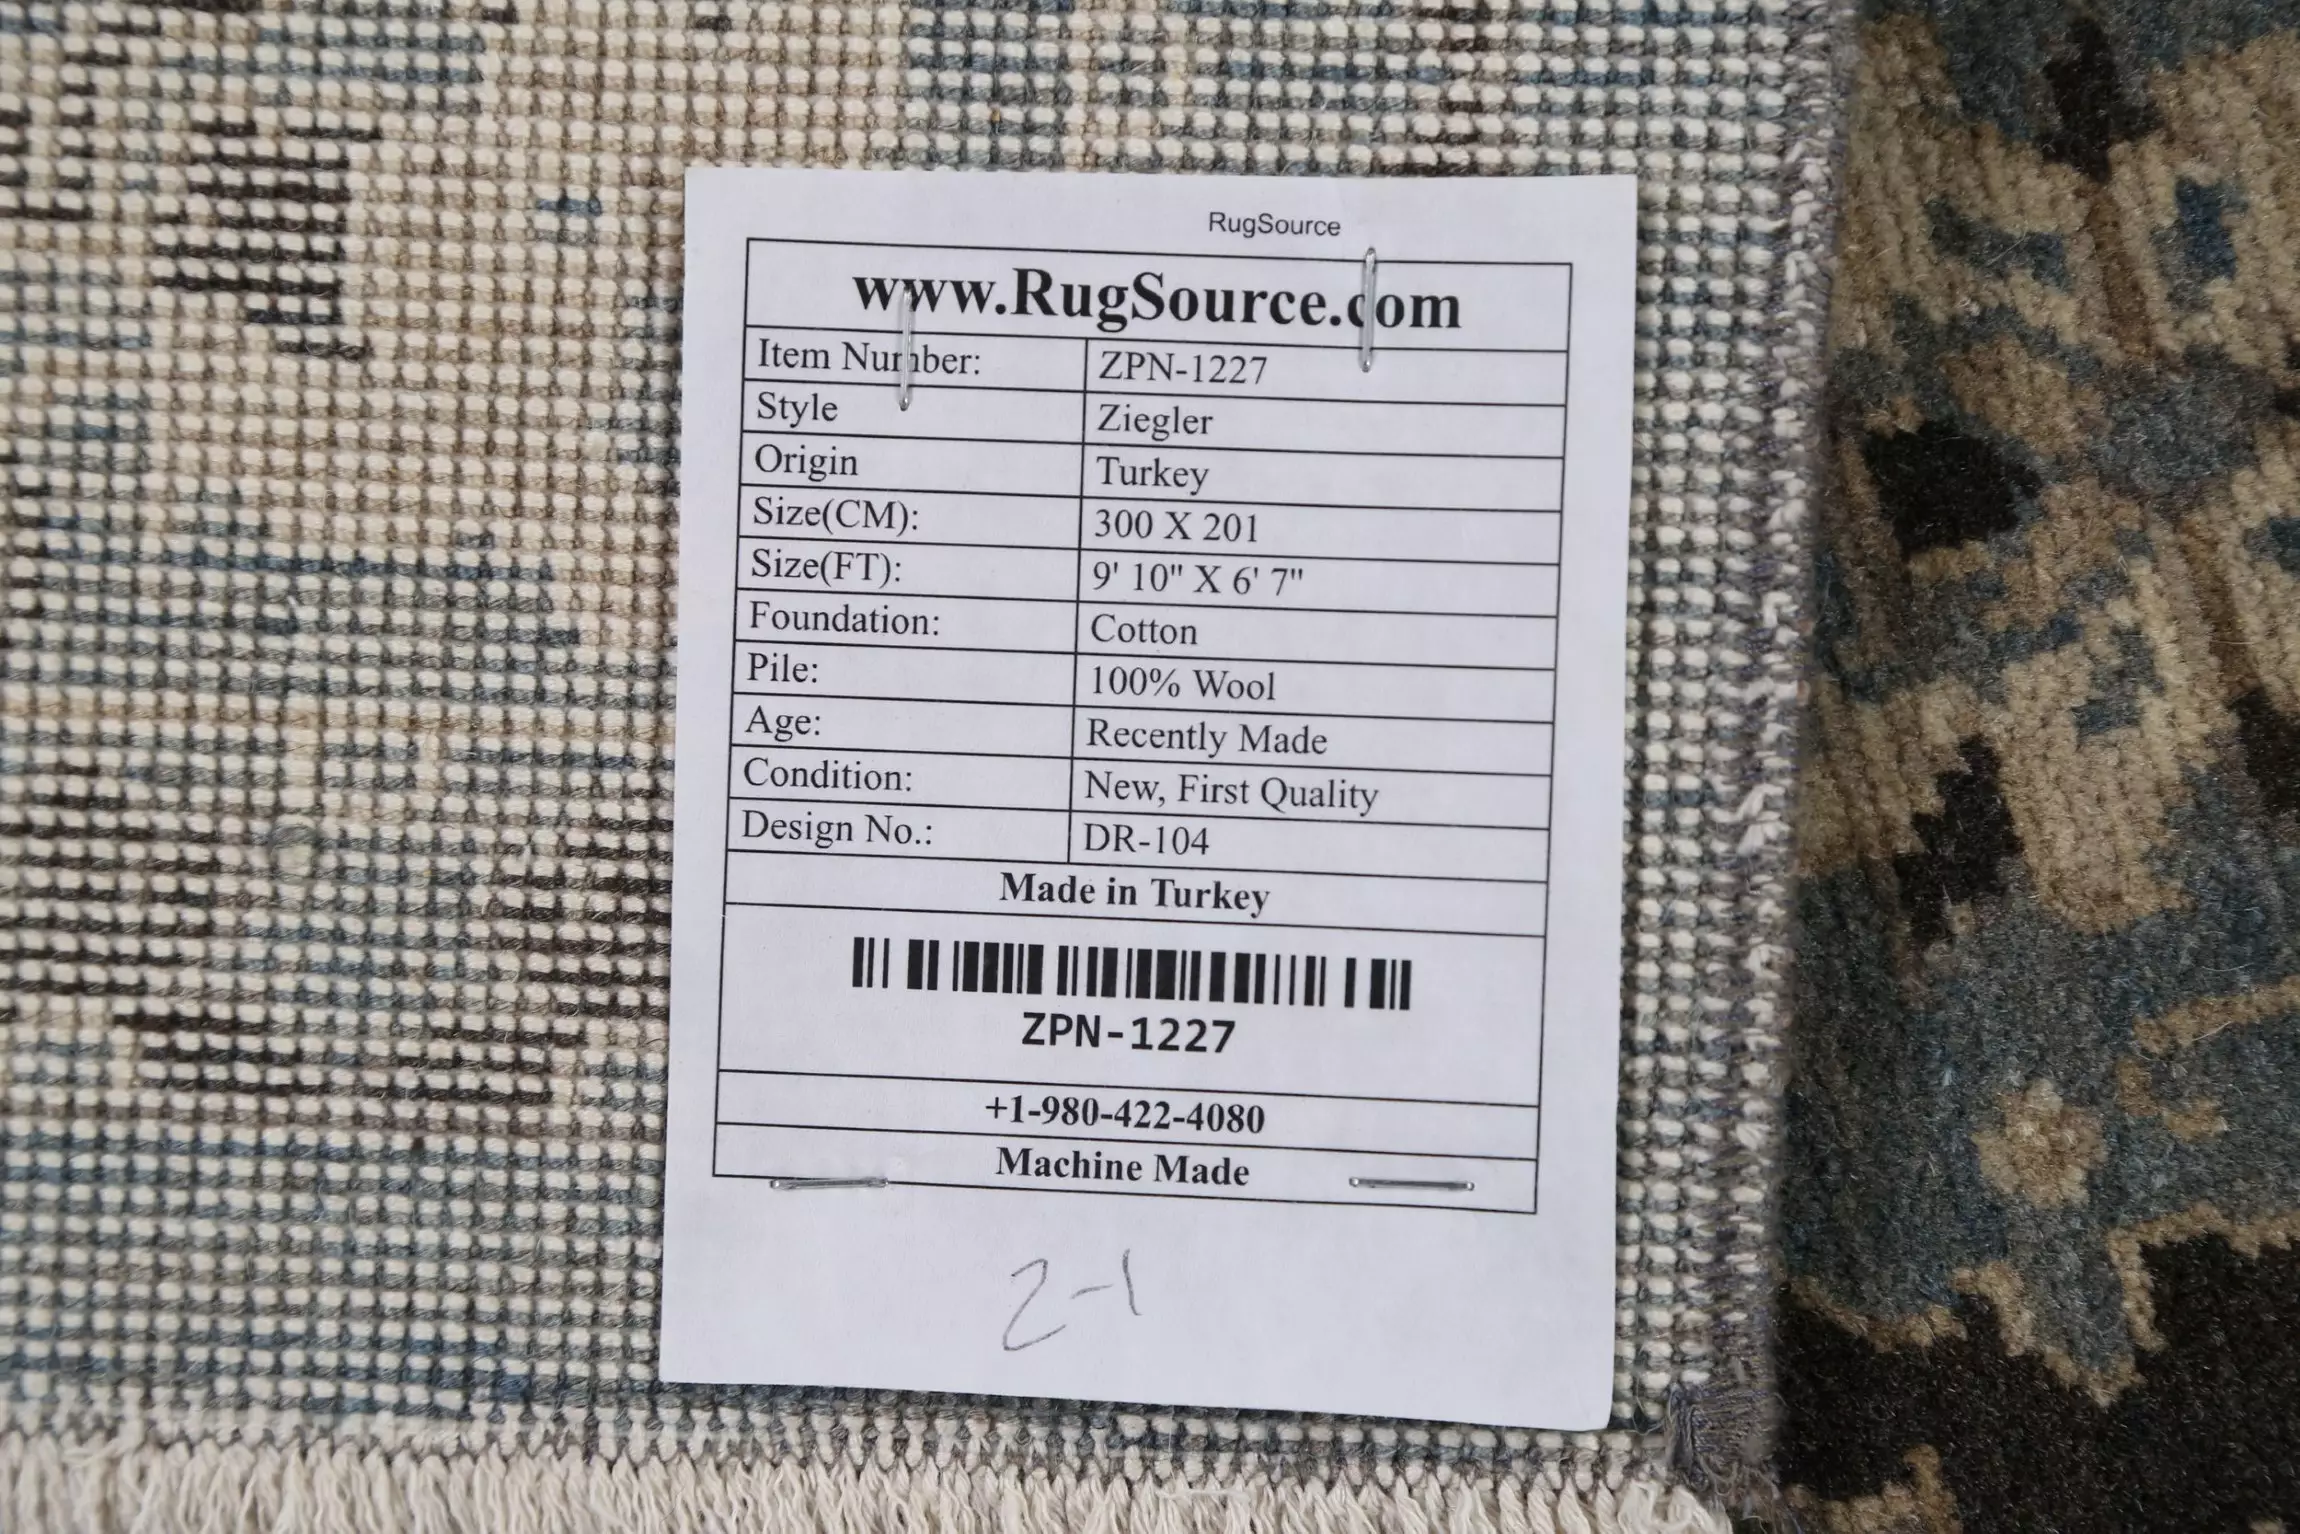 RugSource
www.RugSource.com
Item Number: ZPN-1227
Style Ziegler
Origin Turkey
Size(CM): 300 X 201
Size(FT): 9' 10" X 6' 7"
Foundation: Cotton
Pile: 100% Wool
Age: Recently Made
Condition: New, First Quality
Design No.: DR-104
Made in Turkey
ZPN-1227
+1-980-422-4080
Machine Made
2-1